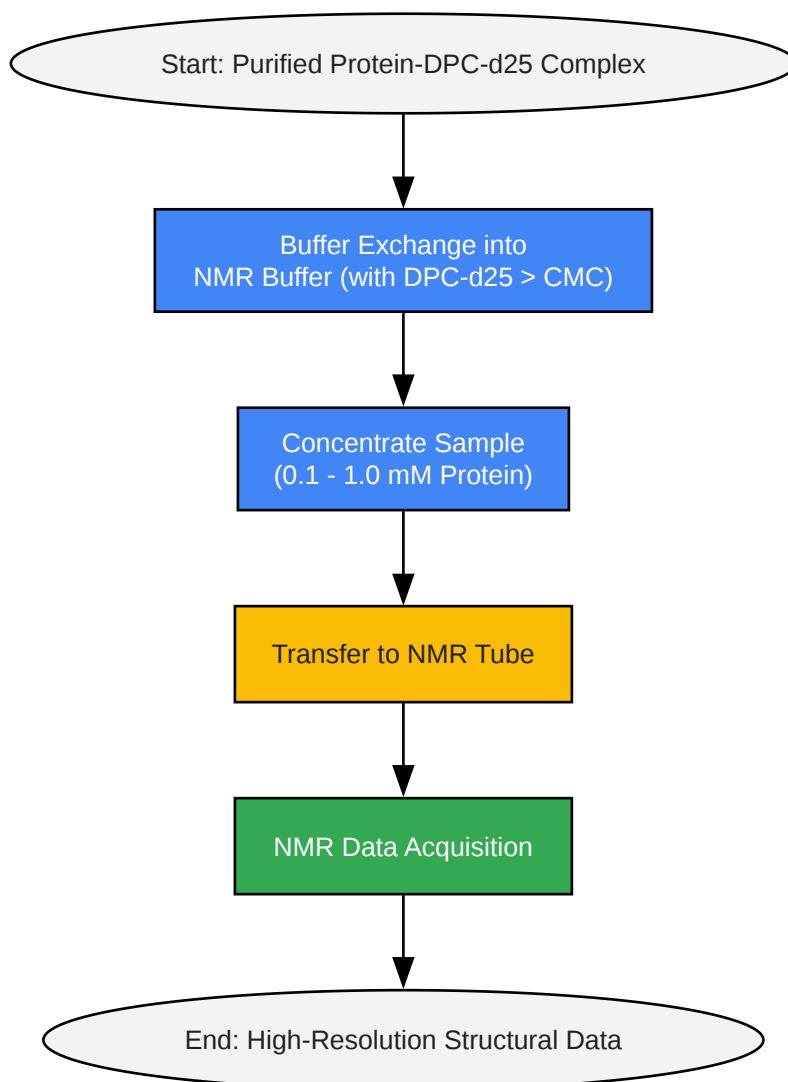 Start: Purified Protein-DPC-d25 Complex
Buffer Exchange into
NMR Buffer (with DPC-d25 > CMC)
Concentrate Sample
(0.1 - 1.0 mM Protein)
Transfer to NMR Tube
NMR Data Acquisition
End: High-Resolution Structural Data